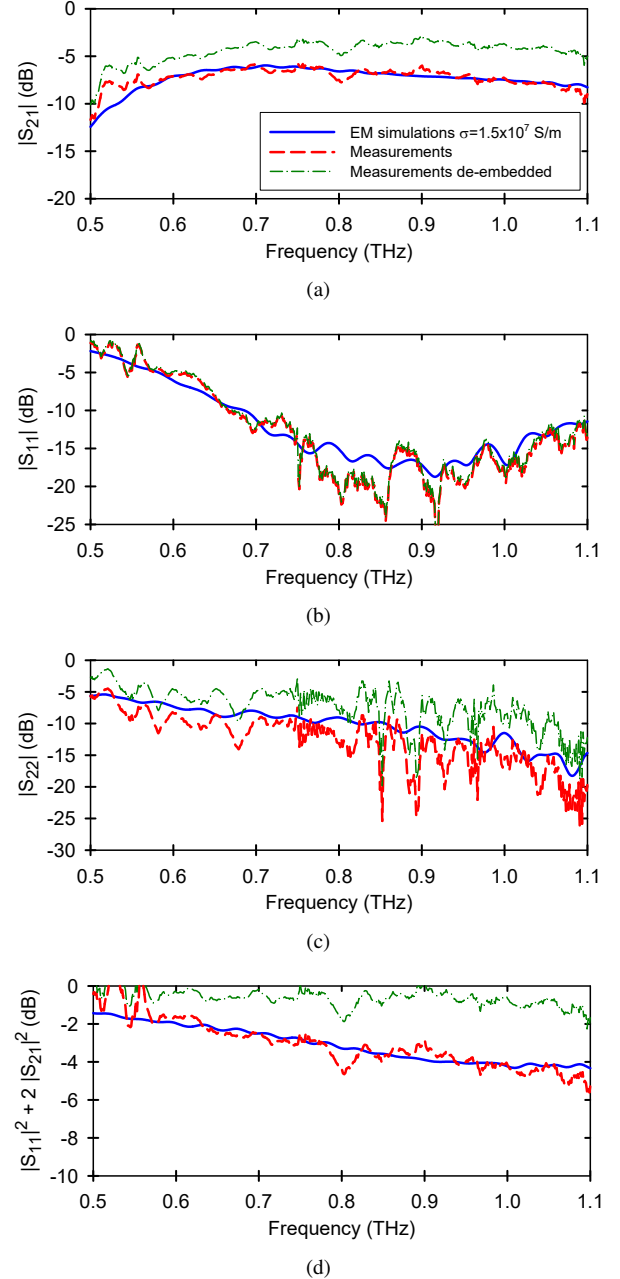 0
-5
-10
-15
-20
|S21| (dB)
EM simulations σ=1.5x10⁷ S/m
Measurements
Measurements de-embedded
0.5 0.6 0.7 0.8 0.9 1.0 1.1
Frequency (THz)
(a)
0
-5
-10
-15
-20
-25
|S11| (dB)
0.5 0.6 0.7 0.8 0.9 1.0 1.1
Frequency (THz)
(b)
0
-5
-10
-15
-20
-25
-30
|S22| (dB)
0.5 0.6 0.7 0.8 0.9 1.0 1.1
Frequency (THz)
(c)
0
-2
-4
-6
-8
-10
|S11|² + 2 |S21|² (dB)
0.5 0.6 0.7 0.8 0.9 1.0 1.1
Frequency (THz)
(d)